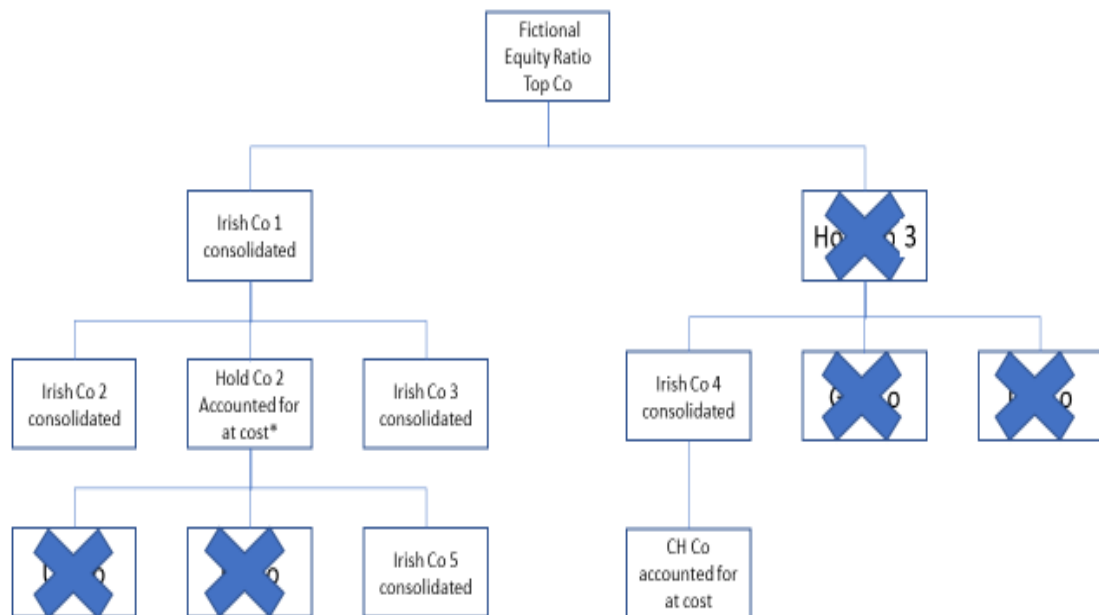 Fictional
Equity Ratio
Top Co
Irish Co 1
consolidated
3
Irish Co 2
consolidated
Hold Co 2
Accounted for
at cost*
Irish Co 3
consolidated
Irish Co 4
consolidated
Irish Co 5
consolidated
CH Co
accounted for
at cost